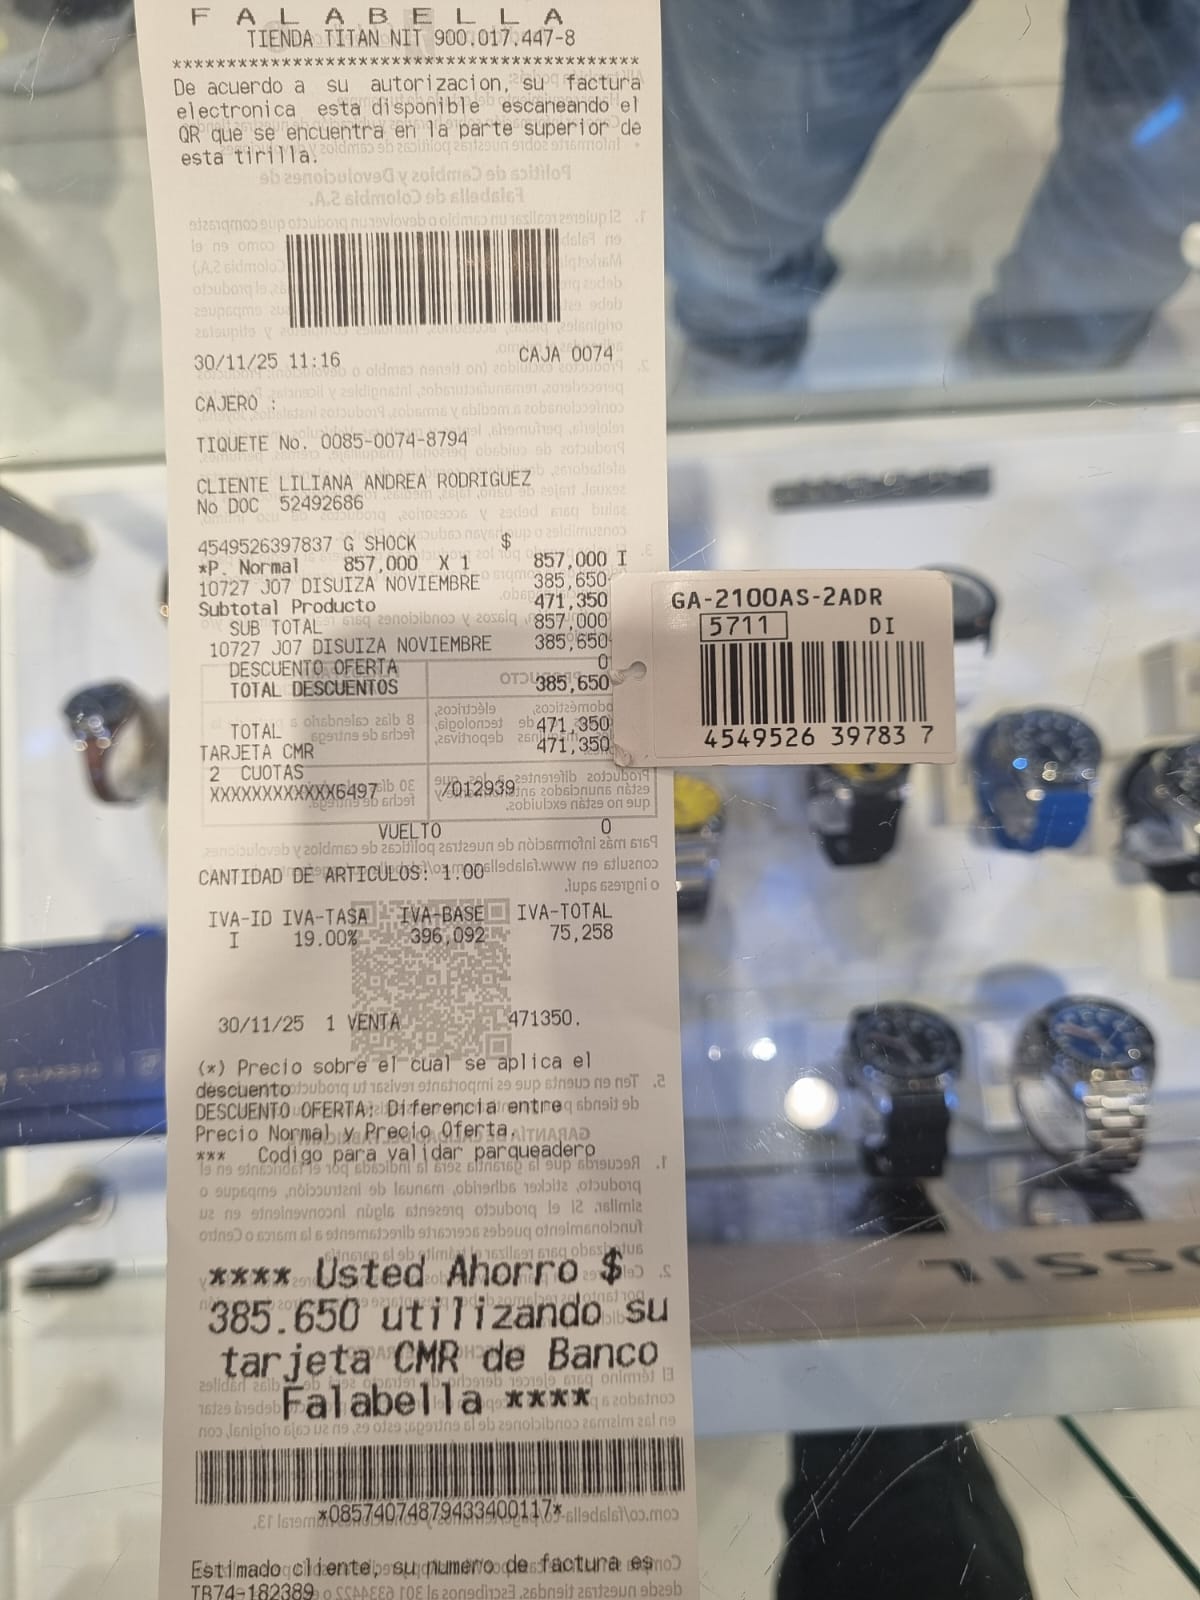 F A L A B E L L A
TIENDA TITAN NIT 900.017.447-8
******************************************
De acuerdo a su autorizacion, su factura
electronica esta disponible escaneando el
QR que se encuentra en la parte superior de
esta tirilla.
30/11/25 11:16 CAJA 0074
CAJERO :
TIQUETE No. 0085-0074-8794
CLIENTE LILIANA ANDREA RODRIGUEZ
No DOC 52492686
4549526397837 G SHOCK $
*P. Normal 857,000 X 1 857,000 I
10727 J07 DISUIZA NOVIEMBRE 385,650-
Subtotal Producto 471,350
SUB TOTAL 857,000
10727 J07 DISUIZA NOVIEMBRE 385,650
DESCUENTO OFERTA 0
TOTAL DESCUENTOS 385,650
TOTAL 471,350
TARJETA CMR 471,350
2 CUOTAS
XXXXXXXXXXXX6497 /012939
VUELTO 0
CANTIDAD DE ARTICULOS: 1.00
IVA-ID IVA-TASA IVA-BASE IVA-TOTAL
I 19.00% 396,092 75,258
30/11/25 1 VENTA 471350.
(*) Precio sobre el cual se aplica el
descuento
DESCUENTO OFERTA: Diferencia entre
Precio Normal y Precio Oferta.
*** Codigo para validar parqueadero
**** Usted Ahorro $
385.650 utilizando su
tarjeta CMR de Banco
Falabella ****
*08574074879433400117*
Estimado cliente, su numero de factura es
TB74-182389
GA-2100AS-2ADR
5711 DI
4549526 39783 7